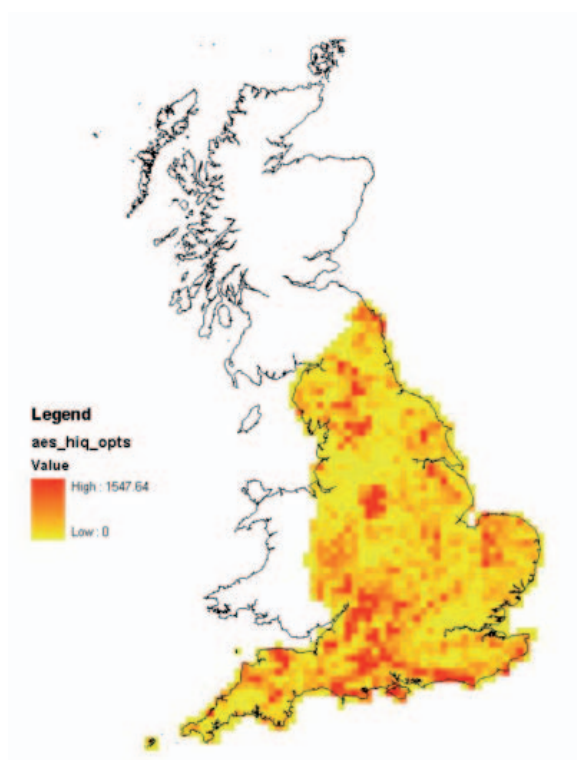 Legend
aes_hiq_opts
Value
High : 1547.64
Low : 0